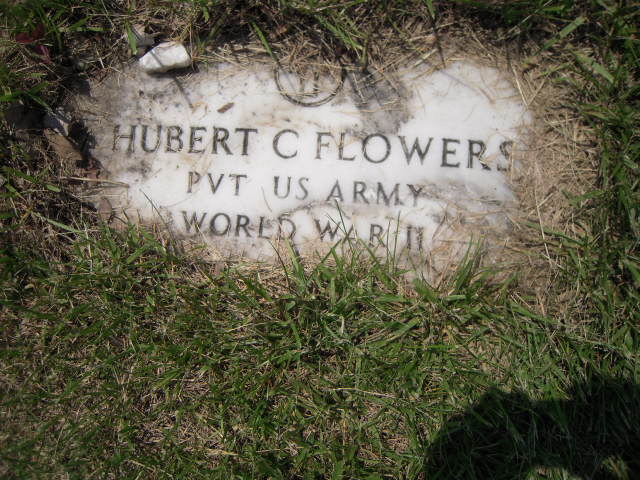 HUBERT C FLOWERS
PVT US ARMY
WORLD WAR II